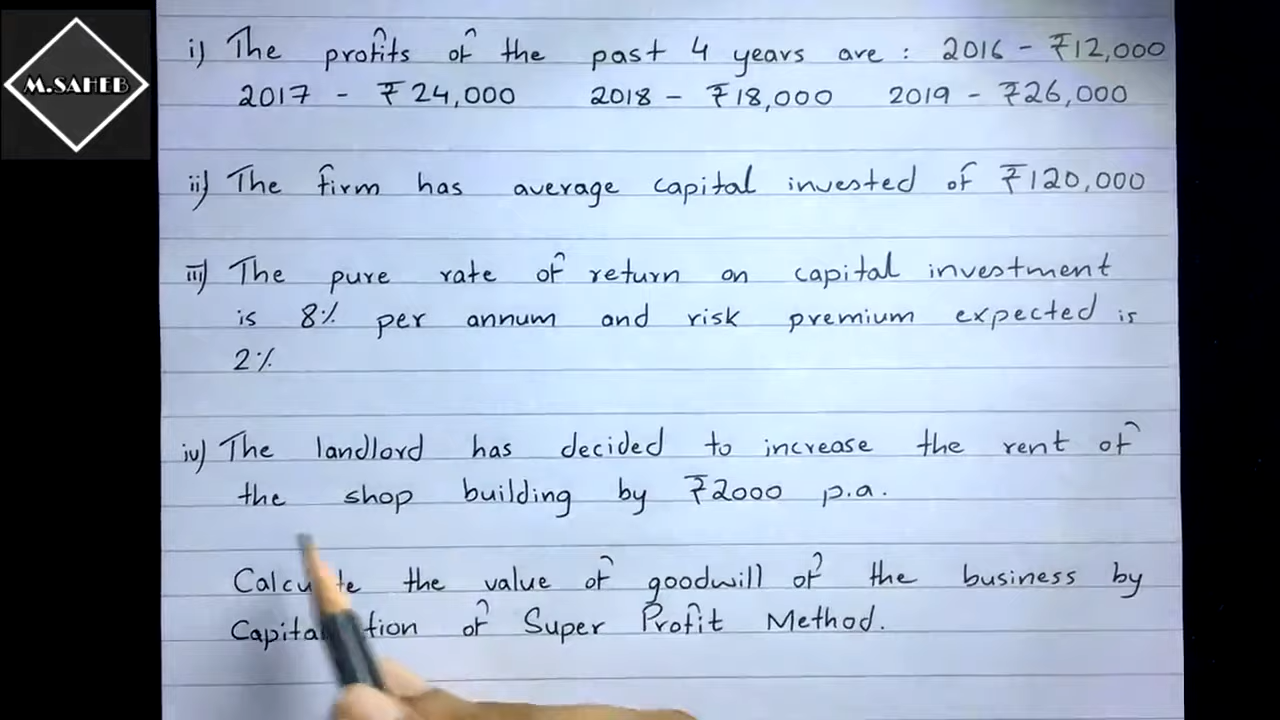 M.SAHEB
i) The profits of the past 4 years are : 2016 - ₹12,000
2017 - ₹24,000 2018 - ₹18,000 2019 - ₹26,000
ii) The firm has average capital invested of ₹120,000
iii) The pure rate of return on capital investment
is 8% per annum and risk premium expected is
2%
iv) The landlord has decided to increase the rent of
the shop building by ₹2000 p.a.
the value of goodwill of the business by
of Super Profit Method.